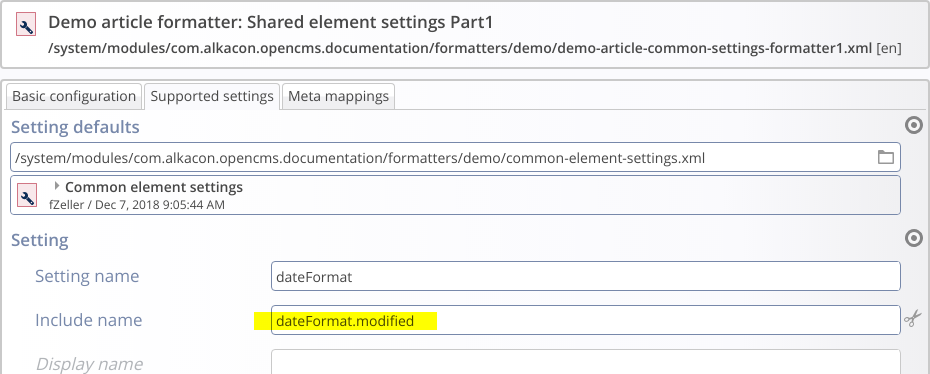 Demo article formatter: Shared element settings Part1
/system/modules/com.alkacon.opencms.documentation/formatters/demo/demo-article-common-settings-formatter1.xml [en]
Basic configuration Supported settings Meta mappings
Setting defaults
/system/modules/com.alkacon.opencms.documentation/formatters/demo/common-element-settings.xml
Common element settings
fZeller / Dec 7, 2018 9:05:44 AM
Setting
Setting name dateFormat
Include name dateFormat.modified
Display name